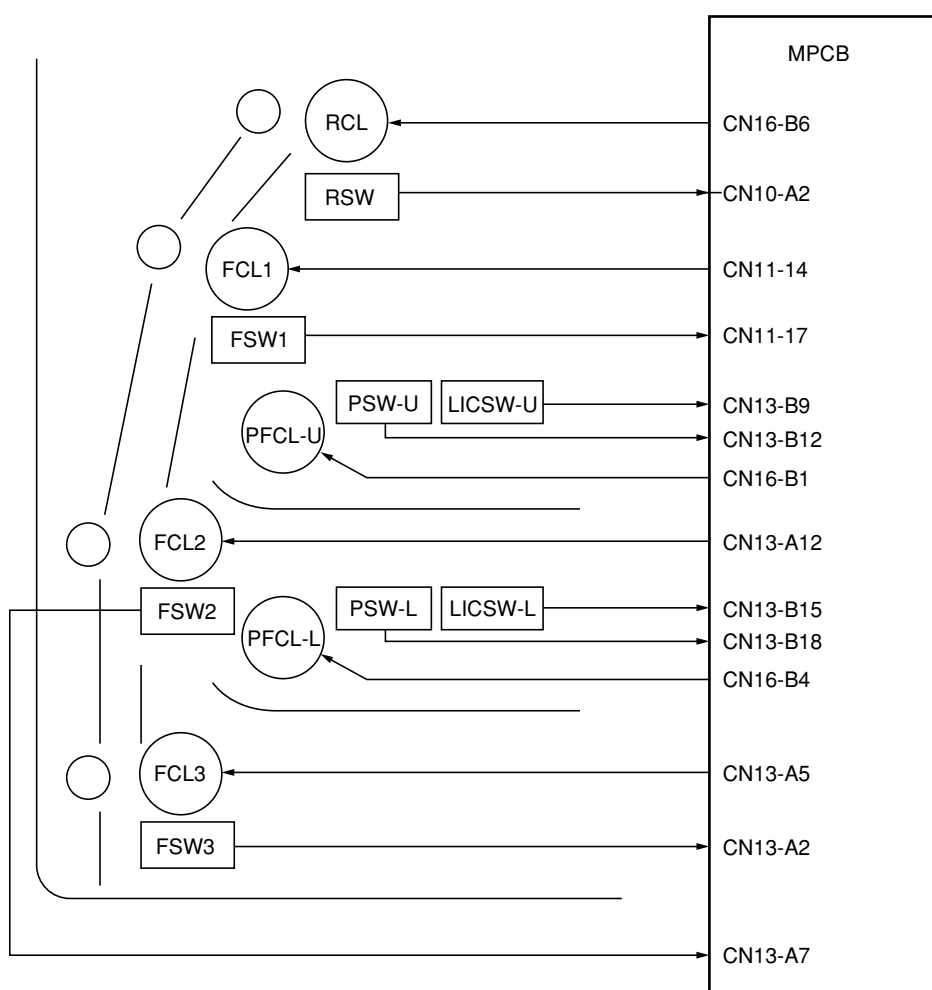 MPCB
RCL
CN16-B6
RSW
CN10-A2
FCL1
CN11-14
FSW1
CN11-17
PSW-U
LICSW-U
CN13-B9
PFCL-U
CN13-B12
CN16-B1
FCL2
CN13-A12
FSW2
PSW-L
LICSW-L
CN13-B15
PFCL-L
CN13-B18
CN16-B4
FCL3
CN13-A5
FSW3
CN13-A2
CN13-A7